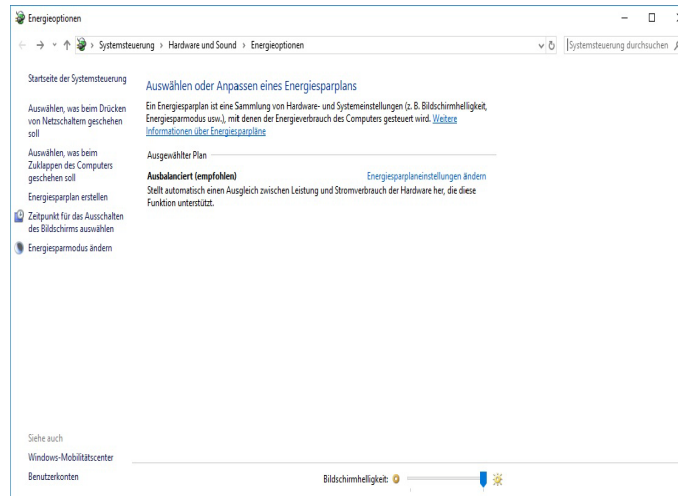 Energieoptionen
Systemsteuerung > Hardware und Sound > Energieoptionen
Systemsteuerung durchsuchen
Startseite der Systemsteuerung
Auswählen, was beim Drücken
von Netzschaltern geschehen
soll
Auswählen, was beim
Zuklappen des Computers
geschehen soll
Energiesparplan erstellen
Zeitpunkt für das Ausschalten
des Bildschirms auswählen
Energiesparmodus ändern
Auswählen oder Anpassen eines Energiesparplans
Ein Energiesparplan ist eine Sammlung von Hardware- und Systemeinstellungen (z. B. Bildschirmhelligkeit,
Energiesparmodus usw.), mit denen der Energieverbrauch des Computers gesteuert wird. Weitere
Informationen über Energiesparpläne
Ausgewählter Plan
Ausbalanciert (empfohlen) Energiesparplaneinstellungen ändern
Stellt automatisch einen Ausgleich zwischen Leistung und Stromverbrauch der Hardware her, die diese
Funktion unterstützt.
Siehe auch
Windows-Mobilitätscenter
Benutzerkonten
Bildschirmhelligkeit: